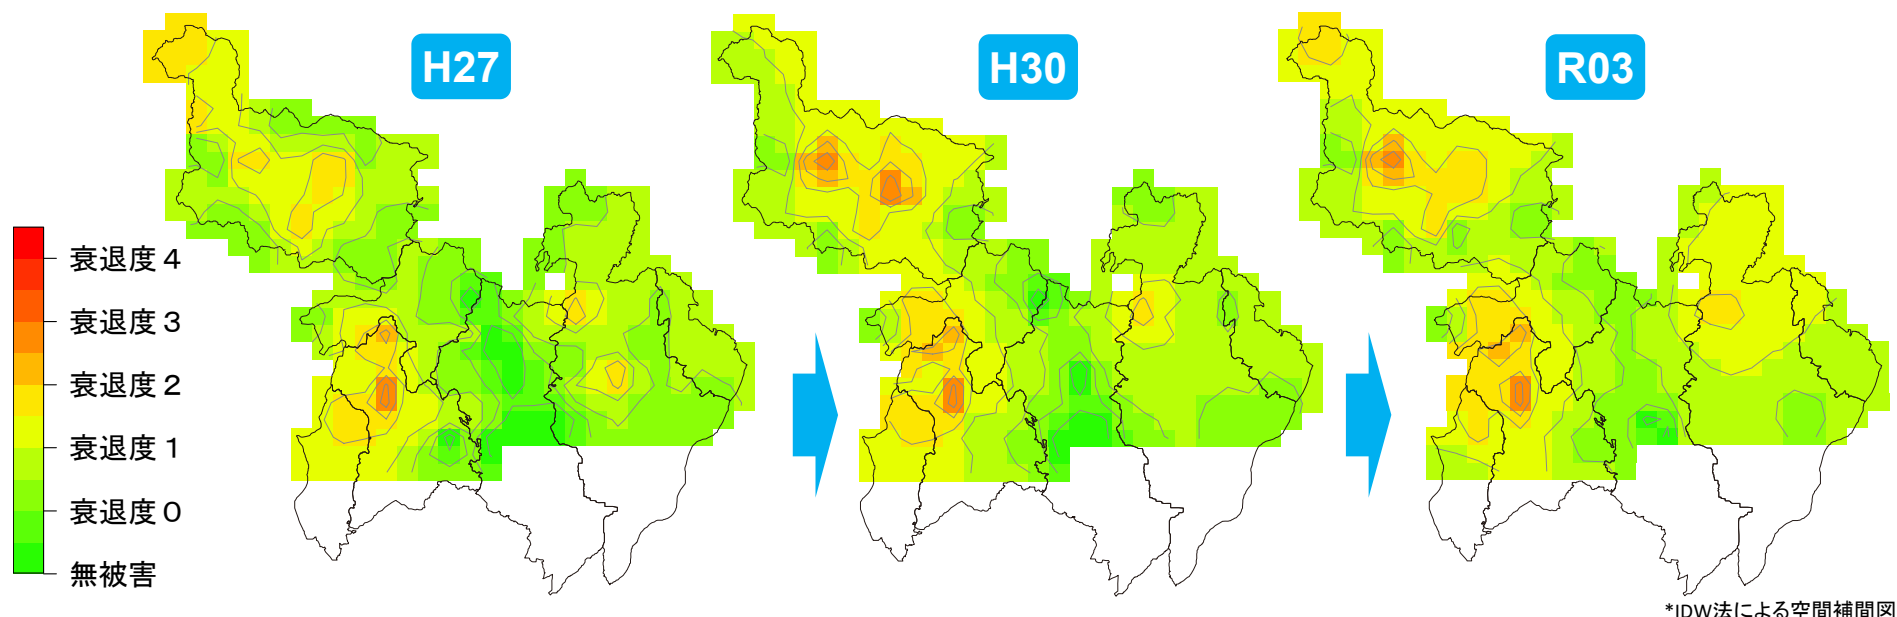 H27
H30
R03
衰退度４
衰退度３
衰退度２
衰退度１
衰退度０
無被害
*IDW法による空間補間図